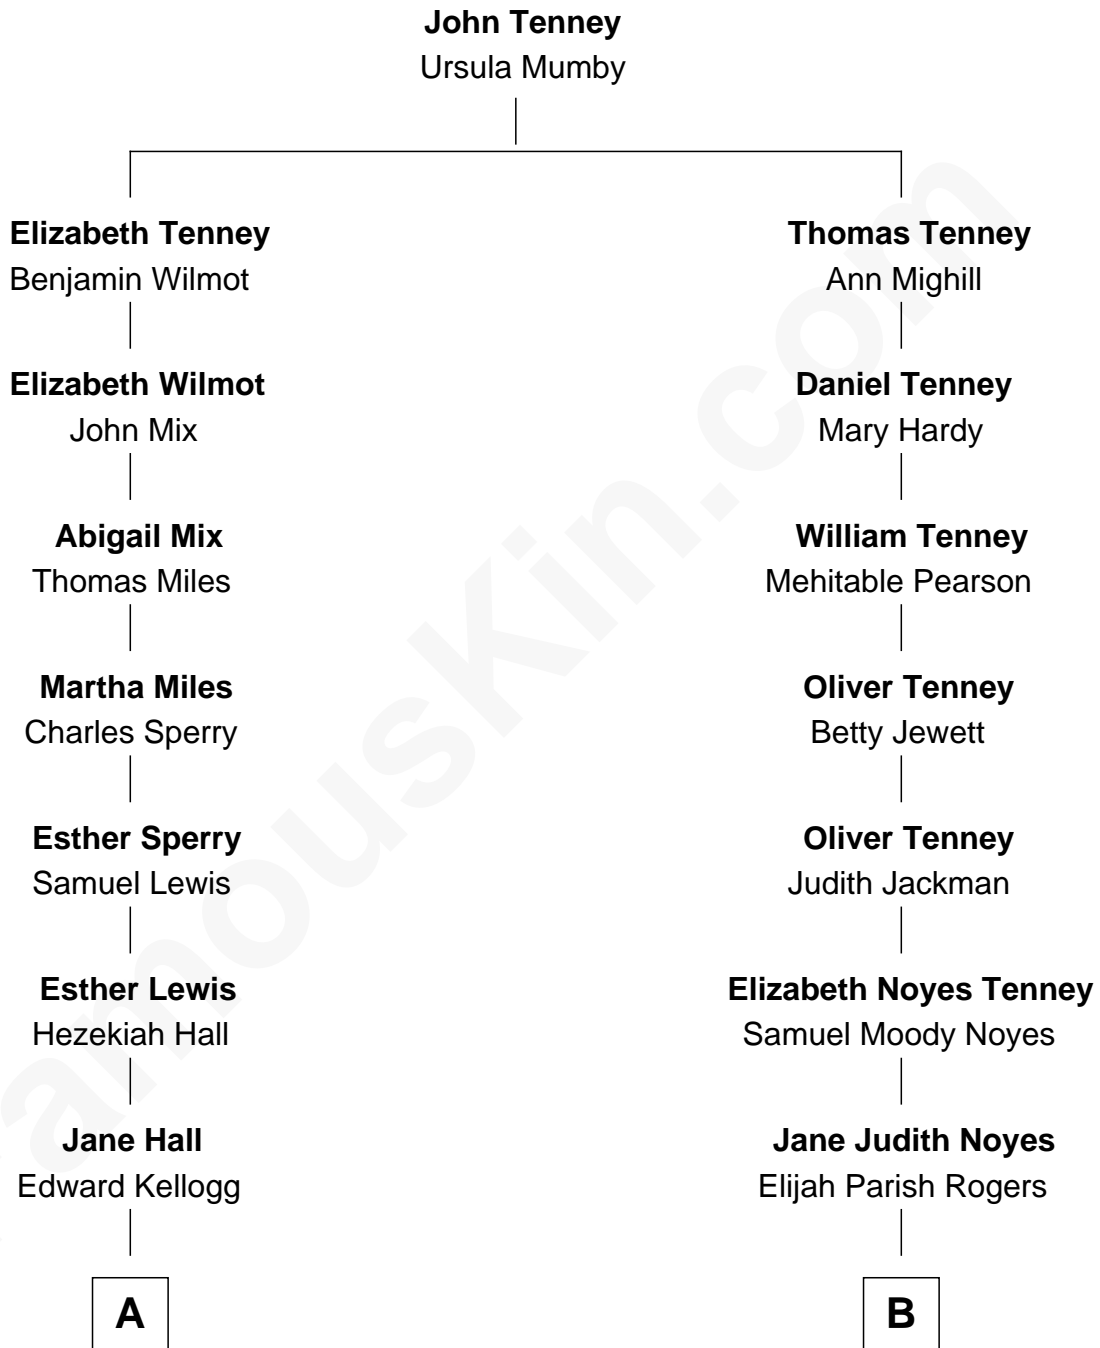 John Tenney
Ursula Mumby
Elizabeth Tenney
Benjamin Wilmot
Thomas Tenney
Ann Mighill
Elizabeth Wilmot
John Mix
Daniel Tenney
Mary Hardy
Abigail Mix
Thomas Miles
William Tenney
Mehitable Pearson
Martha Miles
Charles Sperry
Oliver Tenney
Betty Jewett
Esther Sperry
Samuel Lewis
Oliver Tenney
Judith Jackman
Esther Lewis
Hezekiah Hall
Elizabeth Noyes Tenney
Samuel Moody Noyes
Jane Hall
Edward Kellogg
Jane Judith Noyes
Elijah Parish Rogers
A
B
amousKin.com